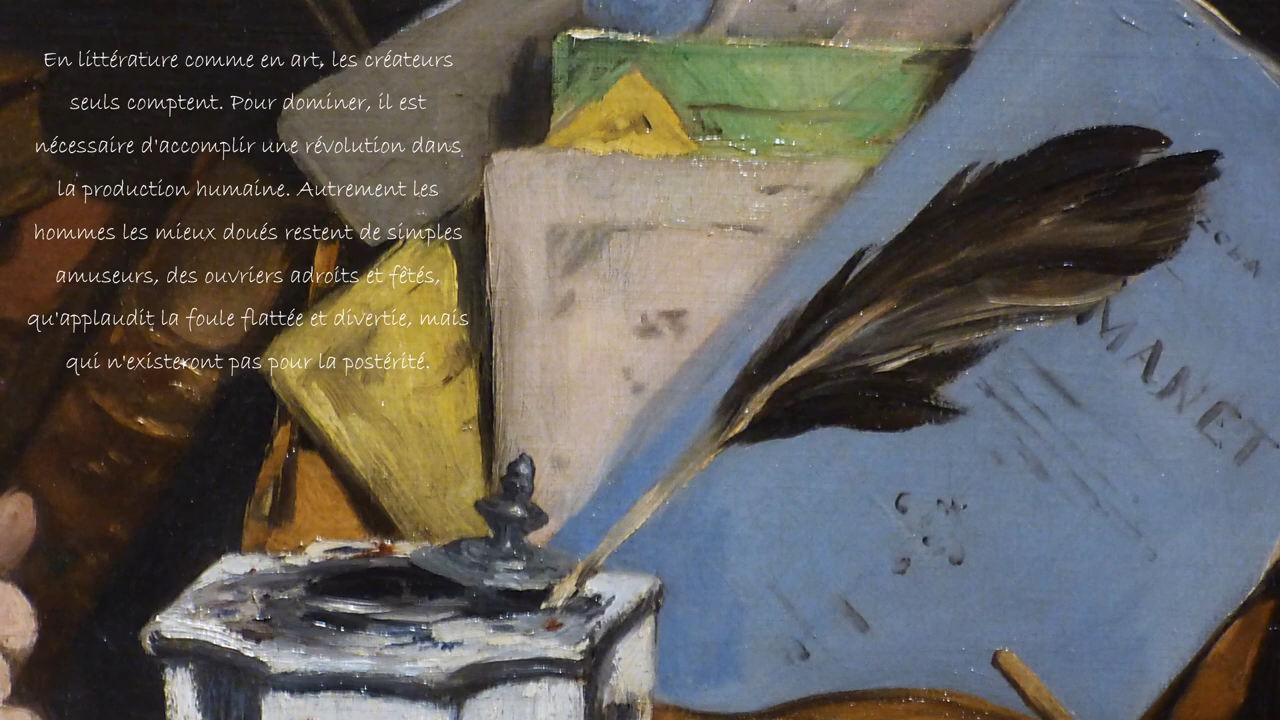 En littérature comme en art, les créateurs
seuls comptent. Pour dominer, il est
nécessaire d'accomplir une révolution dans
la production humaine. Autrement les
hommes les mieux doués restent de simples
amuseurs, des ouvriers adroits et fêtés,
qu'applaudit la foule flattée et divertie, mais
qui n'existeront pas pour la postérité.
ZOLA
MANET